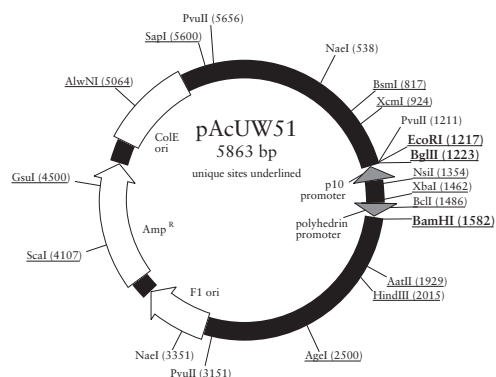 PvuII (5656)
SapI (5600)
NaeI (538)
AlwNI (5064)
BsmI (817)
XcmI (924)
pAcUW51
5863 bp
unique sites underlined
ColE
ori
PvuII (1211)
EcoRI (1217)
BglII (1223)
p10
promoter
NsiI (1354)
XbaI (1462)
BclI (1486)
GsuI (4500)
polyhedrin
promoter
BamHI (1582)
Amp R
ScaI (4107)
F1 ori
AatII (1929)
HindIII (2015)
NaeI (3351)
AgeI (2500)
PvuII (3151)